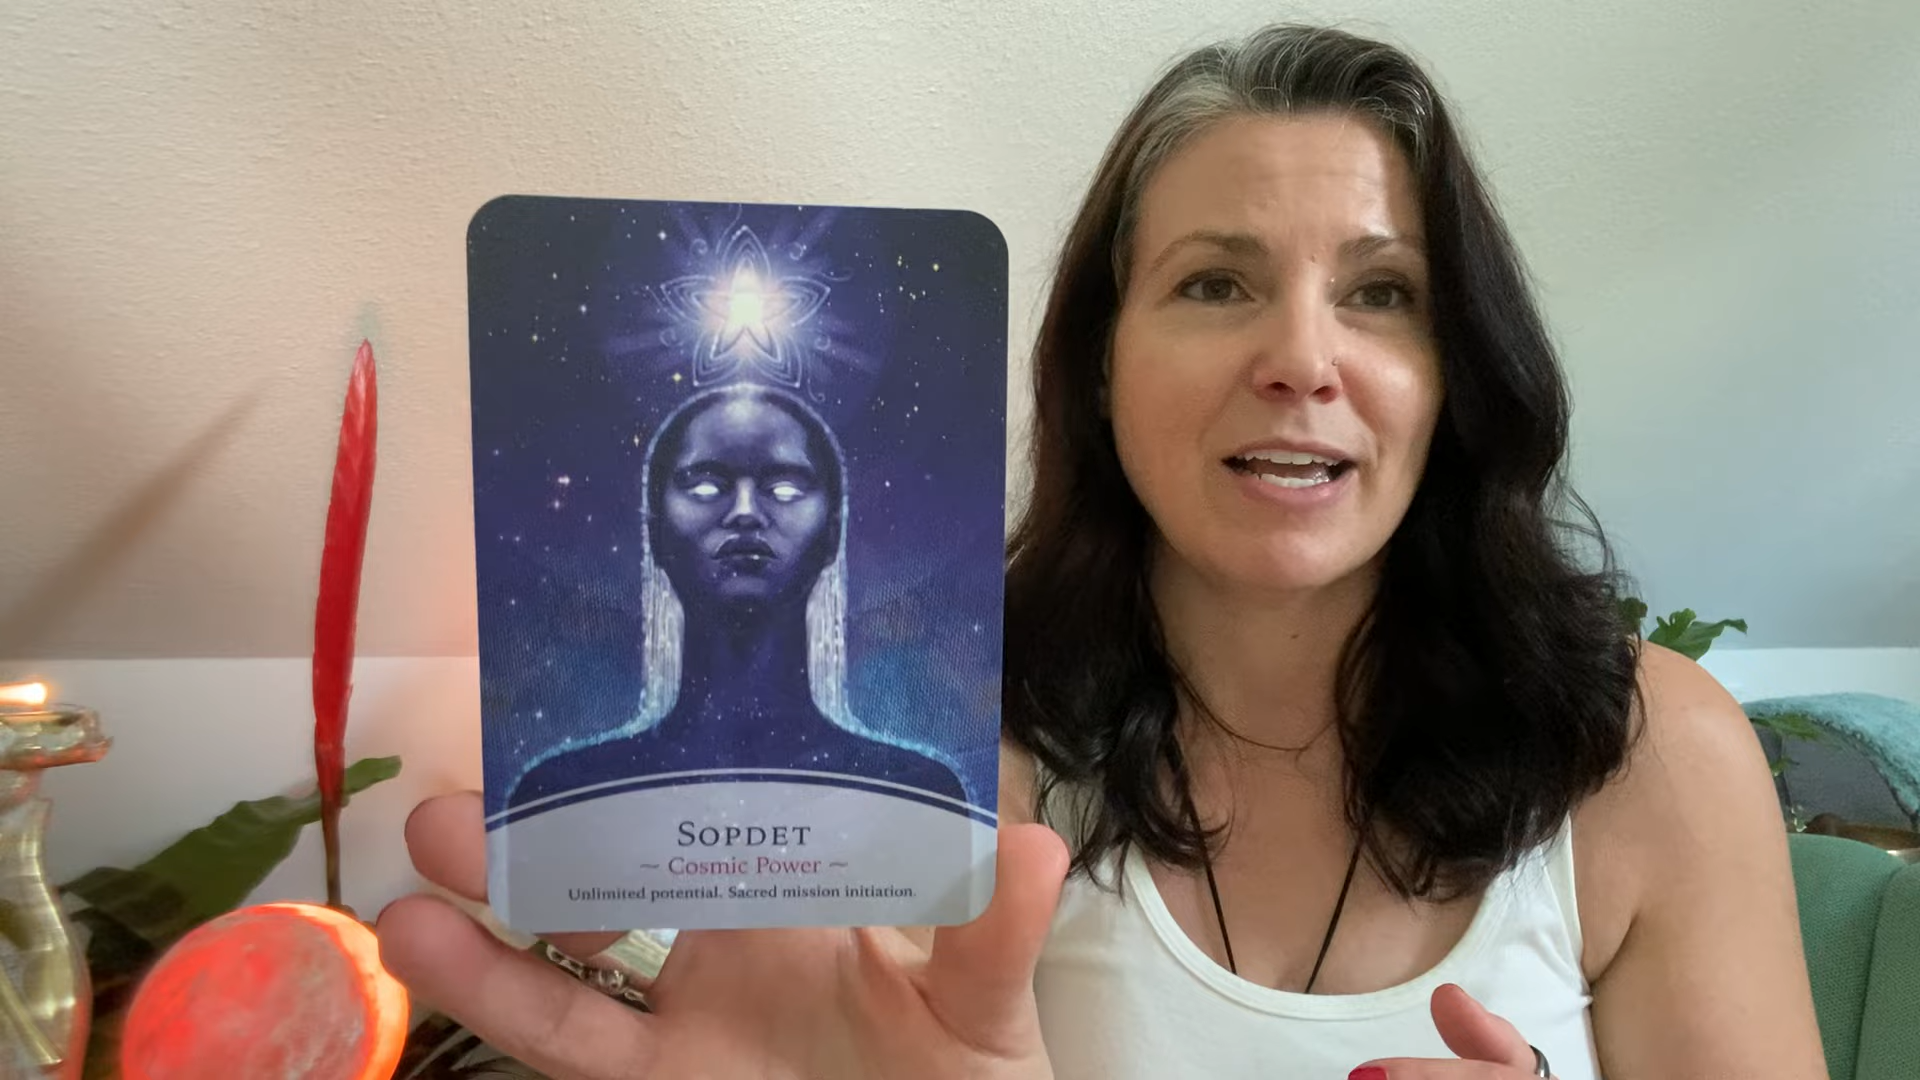 SOPDET
~ Cosmic Power ~
Unlimited potential. Sacred mission initiation.